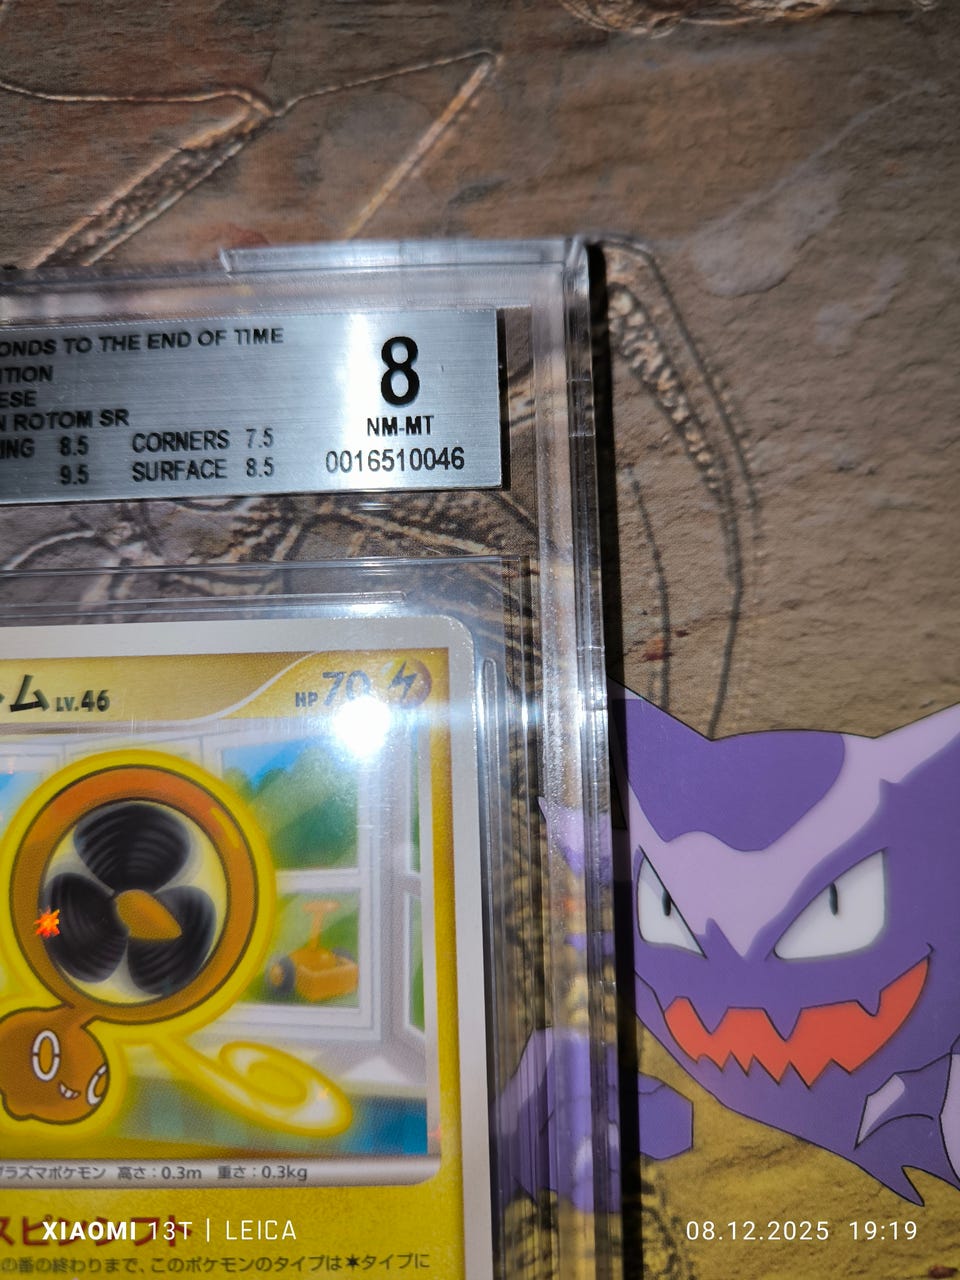 ONDS TO THE END OF TIME
ITION
ESE
N ROTOM SR
ING 8.5 CORNERS 7.5
9.5 SURFACE 8.5
8
NM-MT
0016510046
ム LV.46
HP 70
プラズマポケモン 高さ:0.3m 重さ:0.3kg
スピンシフト
の番の終わりまで、このポケモンのタイプは✶タイプに
XIAOMI 13T | LEICA
08.12.2025 19:19